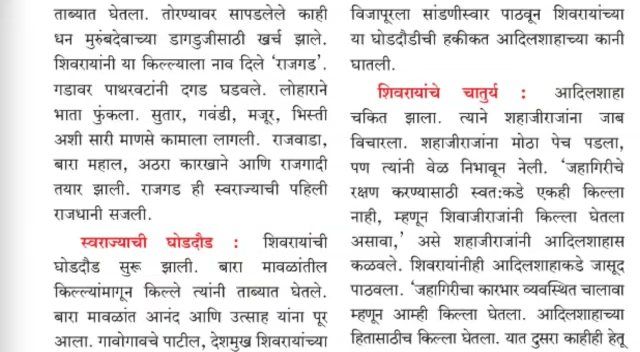 ताब्यात घेतला. तोरण्यावर सापडलेले काही
धन मुरुंबदेवाच्या डागडुजीसाठी खर्च झाले.
शिवरायांनी या किल्ल्याला नाव दिले ‘राजगड’.
गडावर पाथरवटांनी दगड घडवले. लोहाराने
भाता फुंकला. सुतार, गवंडी, मजूर, भिस्ती
अशी सारी माणसे कामाला लागली. राजवाडा,
बारा महाल, अठरा कारखाने आणि राजगादी
तयार झाली. राजगड ही स्वराज्याची पहिली
राजधानी सजली.
स्वराज्याची घोडदौड : शिवरायांची
घोडदौड सुरू झाली. बारा मावळांतील
किल्ल्यांमागून किल्ले त्यांनी ताब्यात घेतले.
बारा मावळांत आनंद आणि उत्साह यांना पूर
आला. गावोगावचे पाटील, देशमुख शिवरायांच्या
विजापूरला सांडणीस्वार पाठवून शिवरायांच्या
या घोडदौडीची हकीकत आदिलशाहाच्या कानी
घातली.
शिवरायांचे चातुर्य : आदिलशाहा
चकित झाला. त्याने शहाजीराजांना जाब
विचारला. शहाजीराजांना मोठा पेच पडला,
पण त्यांनी वेळ निभावून नेली. ‘जहागिरीचे
रक्षण करण्यासाठी स्वतःकडे एकही किल्ला
नाही, म्हणून शिवाजीराजांनी किल्ला घेतला
असावा,’ असे शहाजीराजांनी आदिलशाहास
कळवले. शिवरायांनीही आदिलशाहाकडे जासूद
पाठवला. ‘जहागिरीचा कारभार व्यवस्थित चालावा
म्हणून आम्ही किल्ला घेतला. आदिलशाहाच्या
हितासाठीच किल्ला घेतला. यात दुसरा काहीही हेतू